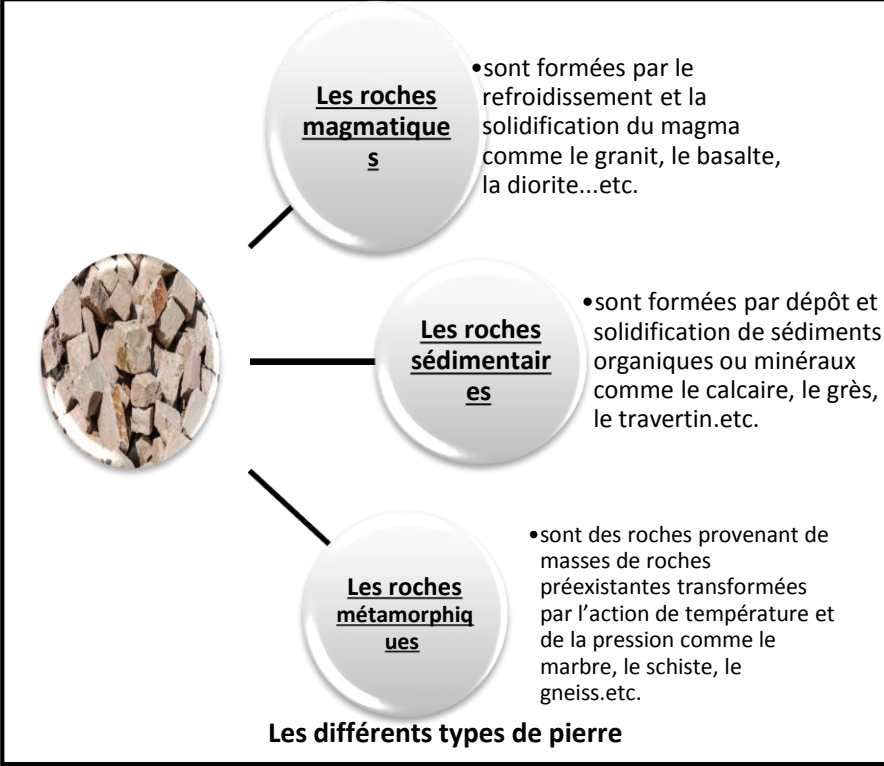 Les roches
magmatique
s
•sont formées par le
refroidissement et la
solidification du magma
comme le granit, le basalte,
la diorite...etc.
Les roches
sédimentair
es
•sont formées par dépôt et
solidification de sédiments
organiques ou minéraux
comme le calcaire, le grès,
le travertin.etc.
Les roches
métamorphiq
ues
•sont des roches provenant de
masses de roches
préexistantes transformées
par l’action de température et
de la pression comme le
marbre, le schiste, le
gneiss.etc.
Les différents types de pierre